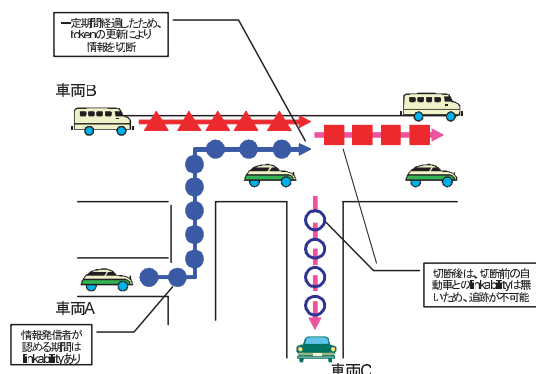 一定期間経過したため、
tokenの更新により
情報を切断
車両B
車両A
情報発信者が
認める期間は
linkabilityあり
切断後は、切断前の自
動車とのlinkabilityは無
いため、追跡が不可能
車両C